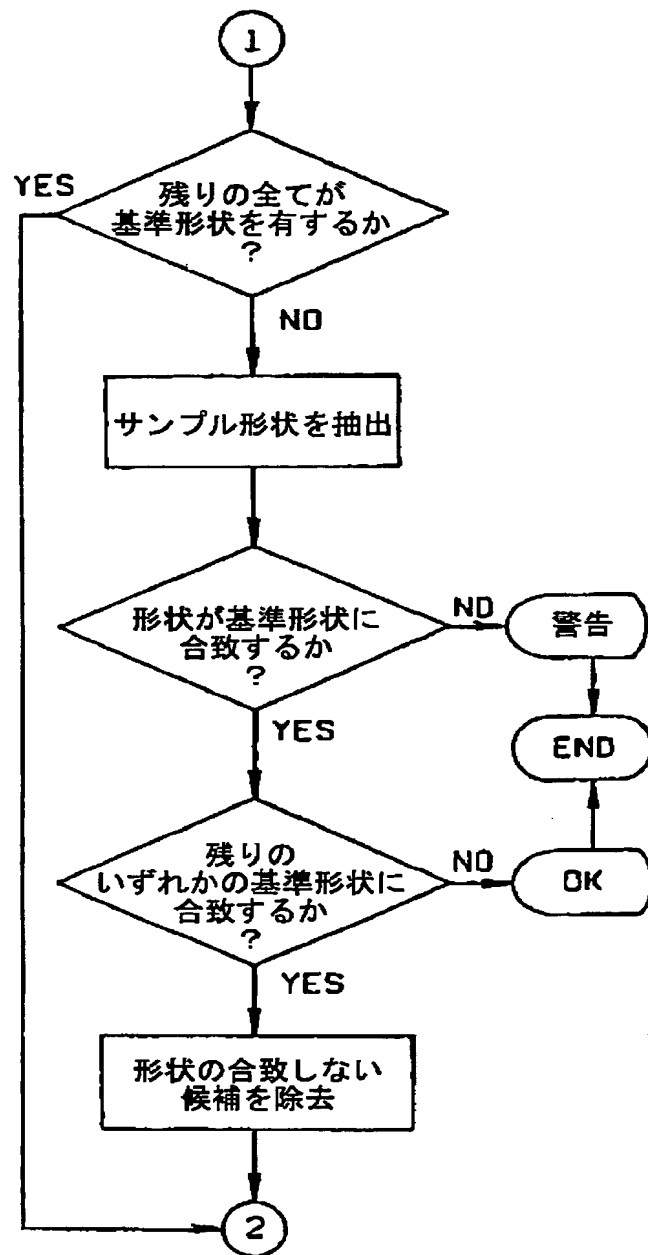 1
YES
残りの全てが
基準形状を有するか
?
NO
サンプル形状を抽出
形状が基準形状に
合致するか
?
NO
警告
YES
END
残りの
いずれかの基準形状に
合致するか
?
NO
OK
YES
形状の合致しない
候補を除去
2